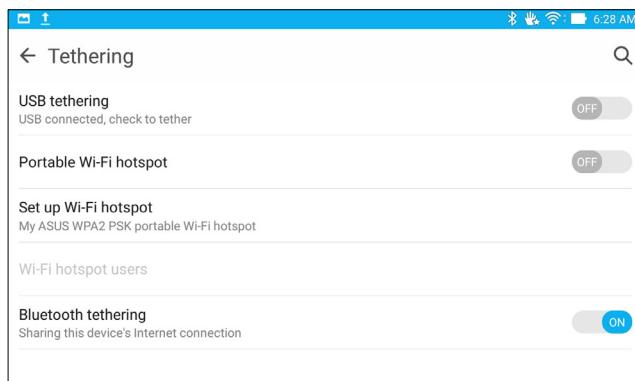 6:28 AM
Tethering
USB tethering
OFF
USB connected, check to tether
Portable Wi-Fi hotspot
OFF
Set up Wi-Fi hotspot
My ASUS WPA2 PSK portable Wi-Fi hotspot
Wi-Fi hotspot users
Bluetooth tethering
ON
Sharing this device's Internet connection